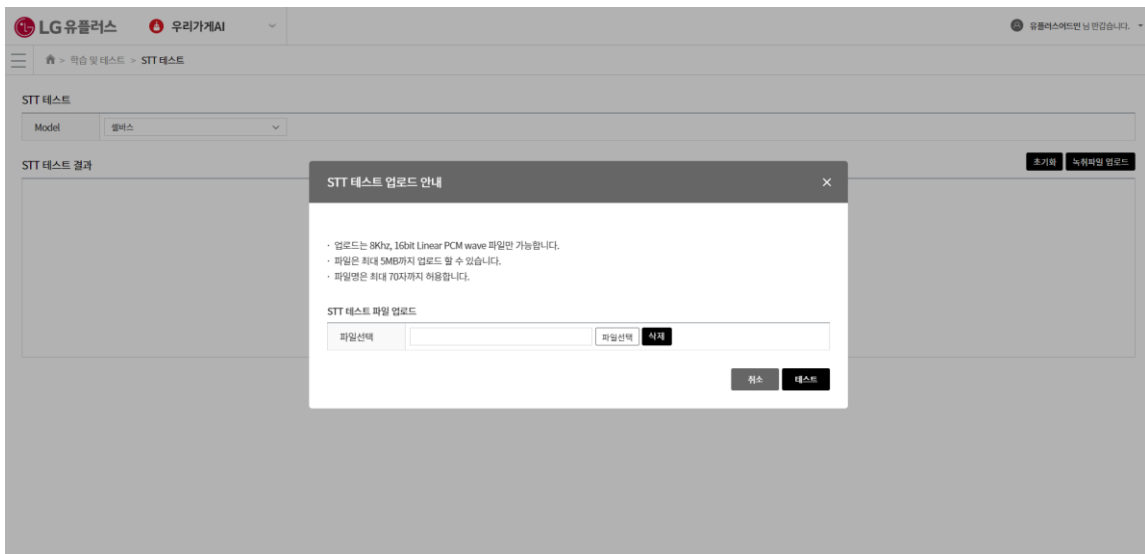 LG유플러스
우리가게AI
유플러스어드민 님 반갑습니다.
> 학습 및 테스트 > STT 테스트
STT 테스트
Model 셀바스
STT 테스트 결과
초기화 녹취파일 업로드
STT 테스트 업로드 안내
· 업로드는 8Khz, 16bit Linear PCM wave 파일만 가능합니다.
· 파일은 최대 5MB까지 업로드 할 수 있습니다.
· 파일명은 최대 70자까지 허용합니다.
STT 테스트 파일 업로드
파일선택 파일선택 삭제
취소 테스트